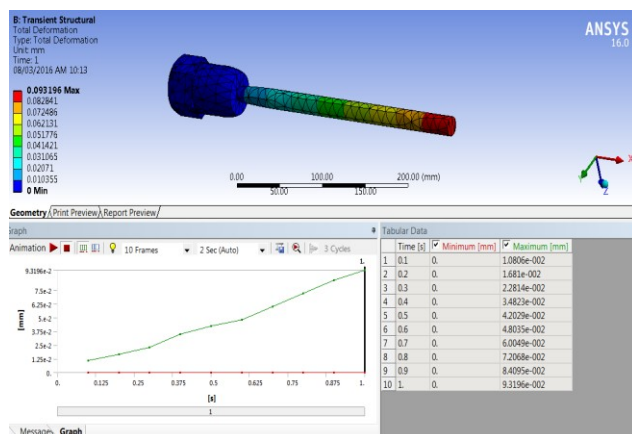 B: Transient Structural
Total Deformation
Type: Total Deformation
Unit: mm
Time: 1
08/03/2016 AM 10:13
ANSYS
16.0
0.093196 Max
0.082841
0.072486
0.062131
0.051776
0.041421
0.031065
0.02071
0.010355
0 Min
0.00 100.00 200.00 (mm)
50.00 150.00
X
Y
Z
Geometry Print Preview Report Preview
Graph
Animation 10 Frames 2 Sec (Auto) 3 Cycles
1.
9.3196e-2
7.5e-2
6.25e-2
5.e-2
3.75e-2
2.5e-2
1.25e-2
0.
[mm]
0. 0.125 0.25 0.375 0.5 0.625 0.75 0.875 1.
[s]
1
Messages Graph
Tabular Data
Time [s] Minimum [mm] Maximum [mm]
1 0.1 0. 1.0806e-002
2 0.2 0. 1.681e-002
3 0.3 0. 2.2814e-002
4 0.4 0. 3.4823e-002
5 0.5 0. 4.2029e-002
6 0.6 0. 4.8035e-002
7 0.7 0. 6.0049e-002
8 0.8 0. 7.2068e-002
9 0.9 0. 8.4095e-002
10 1. 0. 9.3196e-002